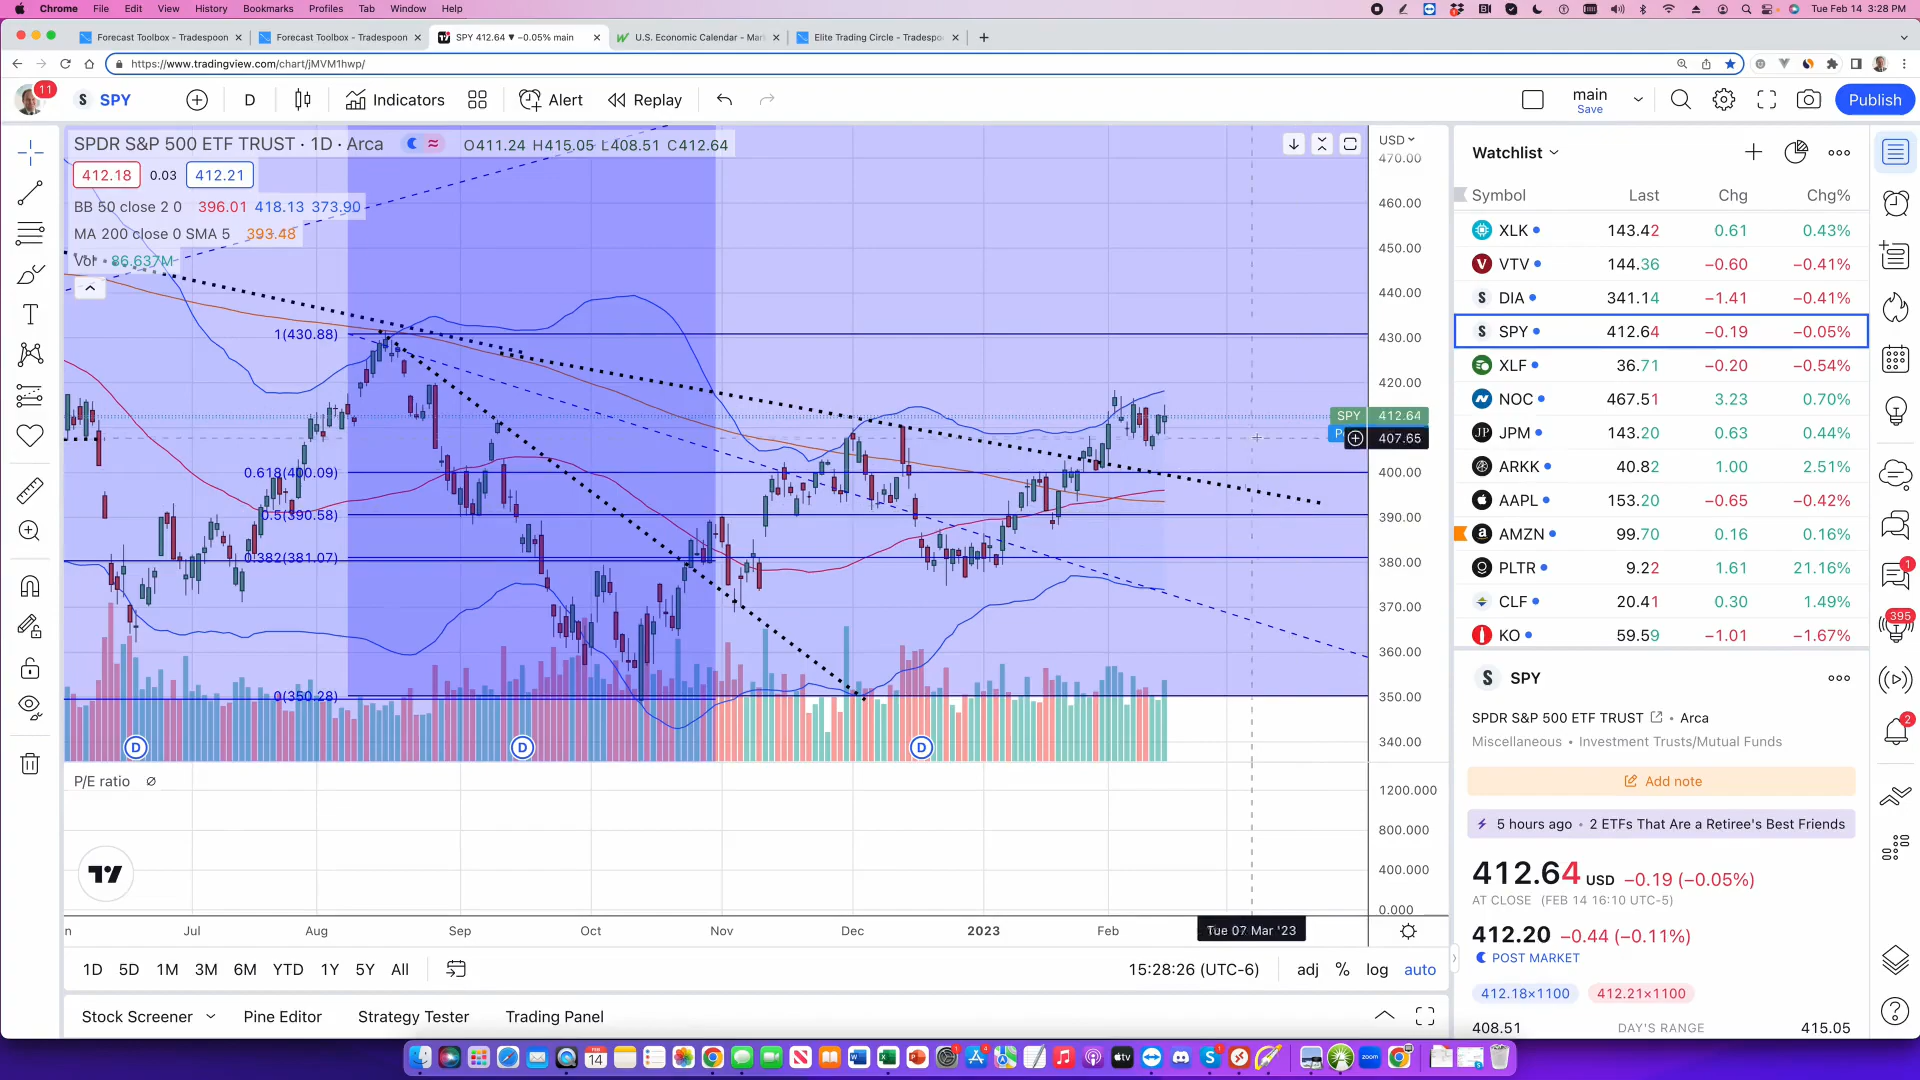 Chrome File Edit View History Bookmarks Profiles Tab Window Help Tue Feb 14 3:28 PM
Forecast Toolbox - Tradespoon Forecast Toolbox - Tradespoon SPY 412.64 ▼ −0.05% main U.S. Economic Calendar - Mar Elite Trading Circle - Tradespo
https://www.tradingview.com/chart/jMVM1hwp/
11 S SPY D Indicators Alert Replay main Save Publish
SPDR S&P 500 ETF TRUST · 1D · Arca O411.24 H415.05 L408.51 C412.64
412.18 0.03 412.21
BB 50 close 2 0 396.01 418.13 373.90
MA 200 close 0 SMA 5 393.48
Vol • 86.637M
1(430.88)
0.618(400.09)
0.5(390.58)
0.382(381.07)
0(350.28)
D D D
USD
470.00
460.00
450.00
440.00
430.00
420.00
SPY 412.64
407.65
400.00
390.00
380.00
370.00
360.00
350.00
340.00
P/E ratio
1200.000
800.000
400.000
0.000
Jul Aug Sep Oct Nov Dec 2023 Feb Tue 07 Mar '23
1D 5D 1M 3M 6M YTD 1Y 5Y All 15:28:26 (UTC-6) adj % log auto
Stock Screener Pine Editor Strategy Tester Trading Panel
Watchlist
Symbol Last Chg Chg%
XLK 143.42 0.61 0.43%
VTV 144.36 −0.60 −0.41%
DIA 341.14 −1.41 −0.41%
SPY 412.64 −0.19 −0.05%
XLF 36.71 −0.20 −0.54%
NOC 467.51 3.23 0.70%
JPM 143.20 0.63 0.44%
ARKK 40.82 1.00 2.51%
AAPL 153.20 −0.65 −0.42%
AMZN 99.70 0.16 0.16%
PLTR 9.22 1.61 21.16%
CLF 20.41 0.30 1.49%
KO 59.59 −1.01 −1.67%
S SPY
SPDR S&P 500 ETF TRUST • Arca
Miscellaneous • Investment Trusts/Mutual Funds
Add note
5 hours ago • 2 ETFs That Are a Retiree's Best Friends
412.64 USD −0.19 (−0.05%)
AT CLOSE (FEB 14 16:10 UTC-5)
412.20 −0.44 (−0.11%)
POST MARKET
412.18×1100 412.21×1100
408.51 DAY'S RANGE 415.05
1
395
2